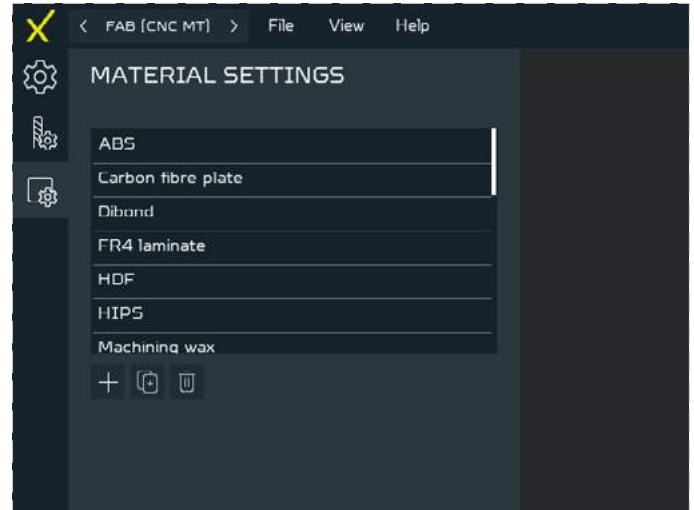 < FAB (CNC MT) > File View Help
MATERIAL SETTINGS
ABS
Carbon fibre plate
Dibond
FR4 laminate
HDF
HIPS
Machining wax